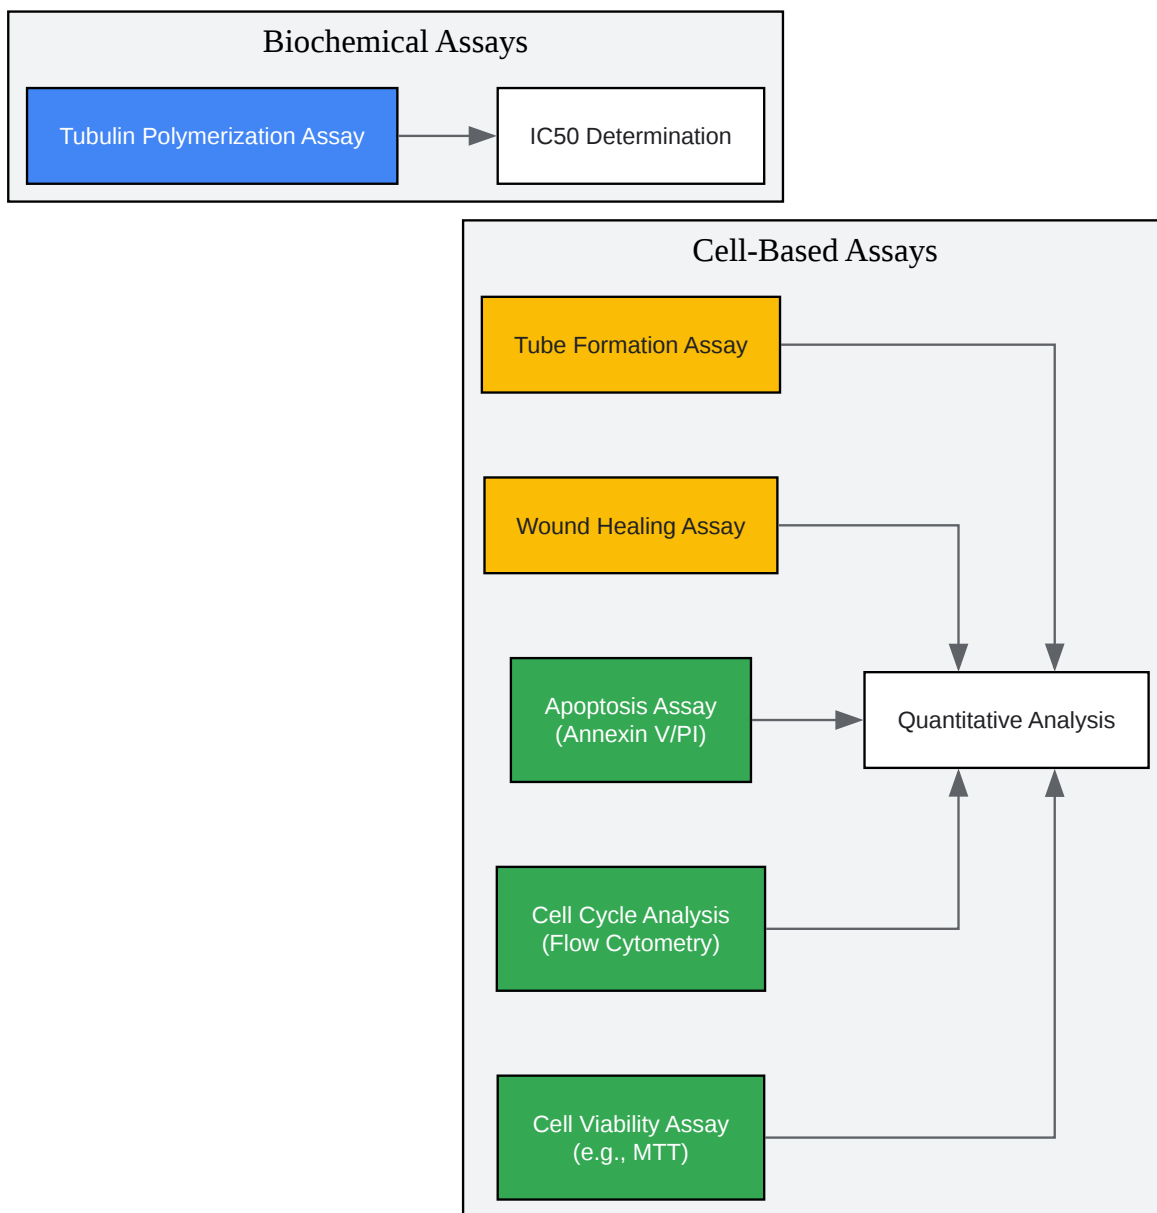 Biochemical Assays
Tubulin Polymerization Assay
IC50 Determination
Cell-Based Assays
Tube Formation Assay
Wound Healing Assay
Apoptosis Assay
(Annexin V/PI)
Quantitative Analysis
Cell Cycle Analysis
(Flow Cytometry)
Cell Viability Assay
(e.g., MTT)